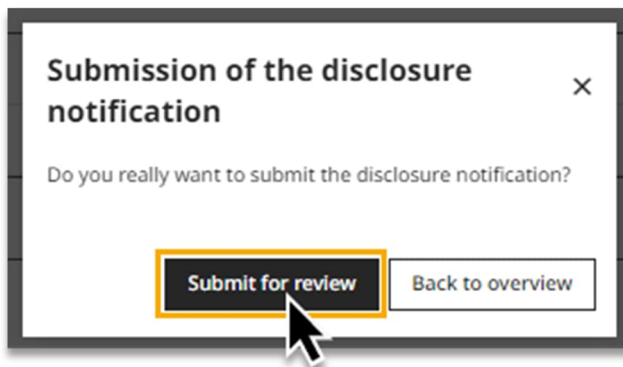 Submission of the disclosure
notification
Do you really want to submit the disclosure notification?
Submit for review
Back to overview